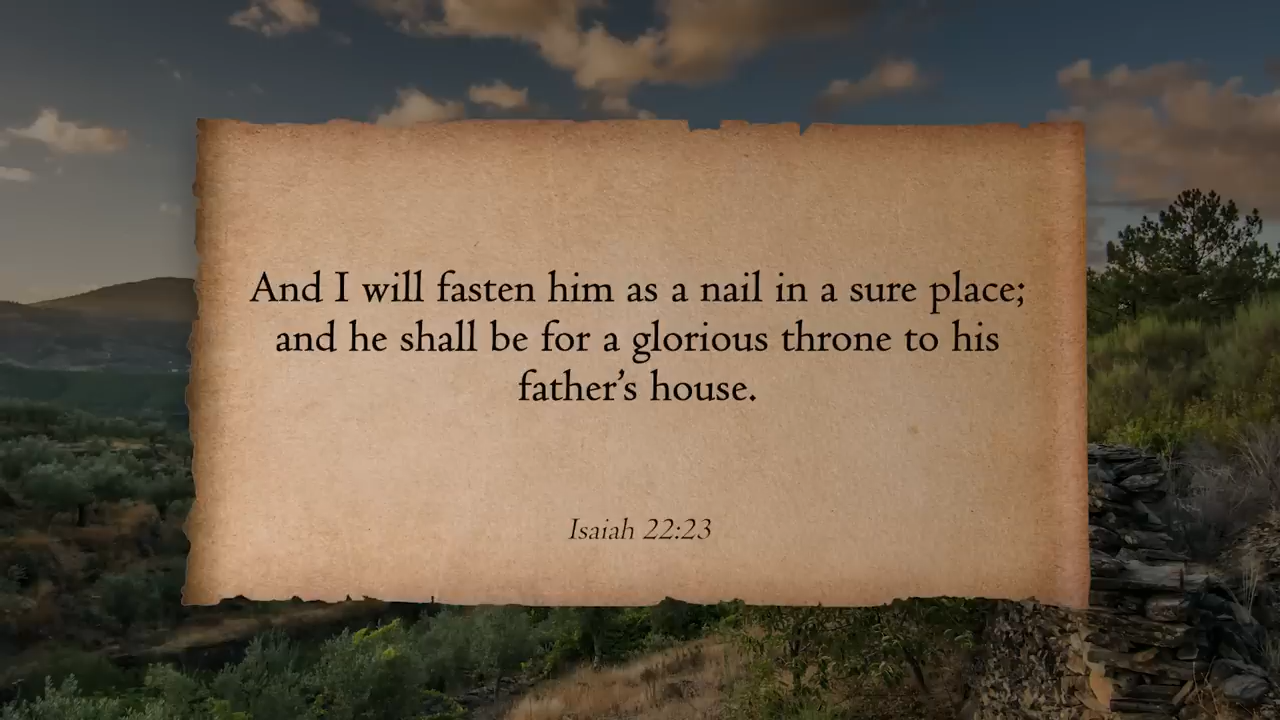 And I will fasten him as a nail in a sure place;
and he shall be for a glorious throne to his
father’s house.
Isaiah 22:23